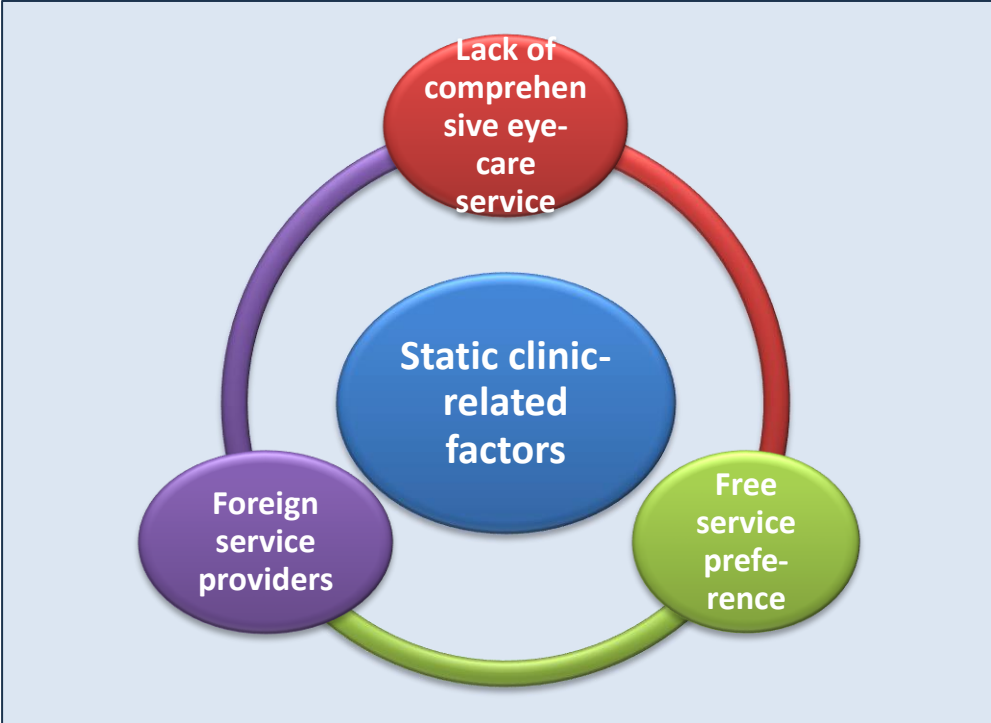 Lack of
comprehen
sive eye-
care
service
Static clinic-
related
factors
Foreign
service
providers
Free
service
prefe-
rence